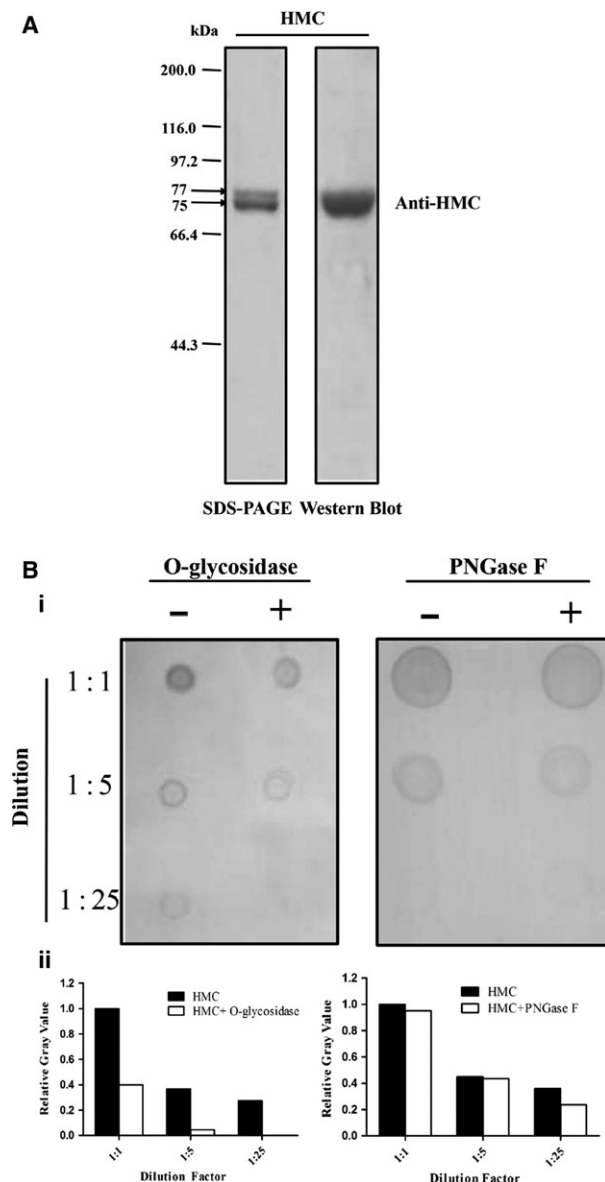 A
HMC
kDa
200.0
116.0
97.2
77
75
Anti-HMC
66.4
44.3
SDS-PAGE Western Blot
B
O-glycosidase PNGase F
i
- + - +
1:1
1:5
1:25
Dilution
ii
1.2
1.0
0.8
0.6
0.4
0.2
0.0
Relative Gray Value
HMC
HMC+ O-glycosidase
1:1 1:5 1:25
Dilution Factor
1.2
1.0
0.8
0.6
0.4
0.2
0.0
Relative Gray Value
HMC
HMC+PNGase F
1:1 1:5 1:25
Dilution Factor